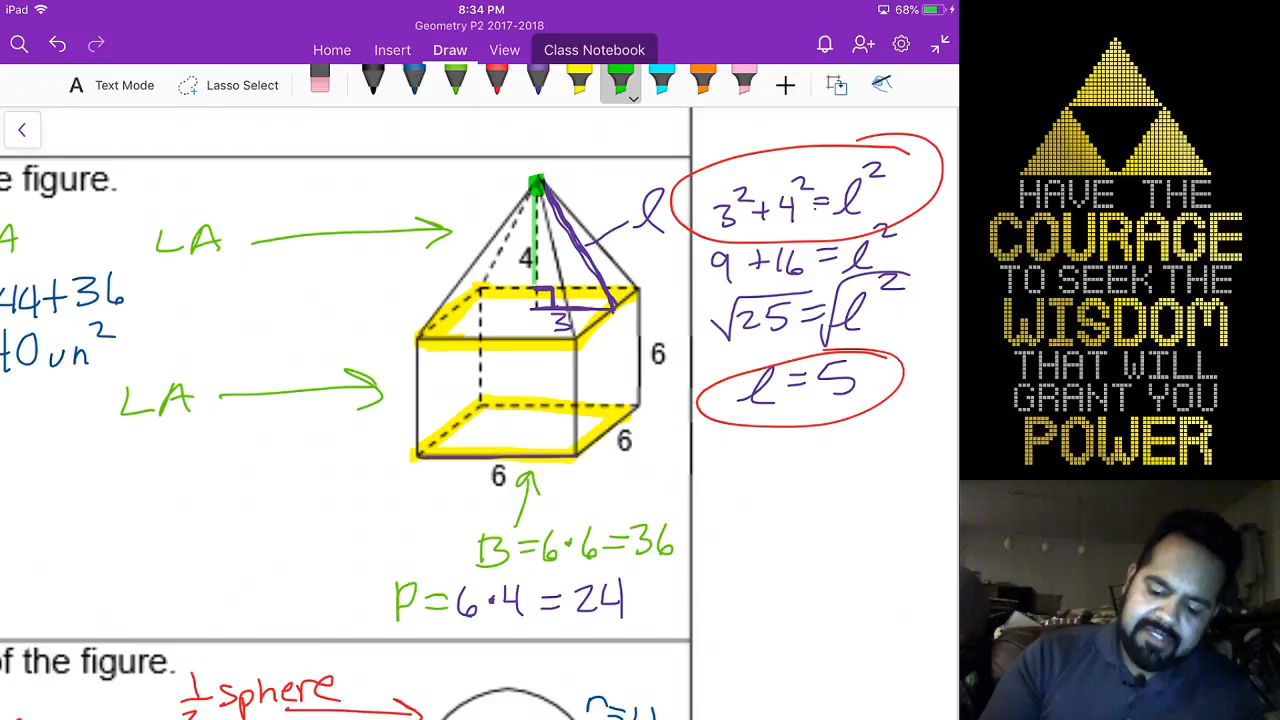 iPad
8:34 PM
68%
Geometry P2 2017-2018
Home Insert Draw View Class Notebook
A Text Mode Lasso Select
e figure.
A LA
44+36
40 un²
LA
4
l
3
6
6
6
B=6·6=36
P=6·4=24
3²+4²=l²
9+16=l²
√25=√l²
l=5
of the figure.
1/2 sphere
HAVE THE
COURAGE
TO SEEK THE
WISDOM
THAT WILL
GRANT YOU
POWER